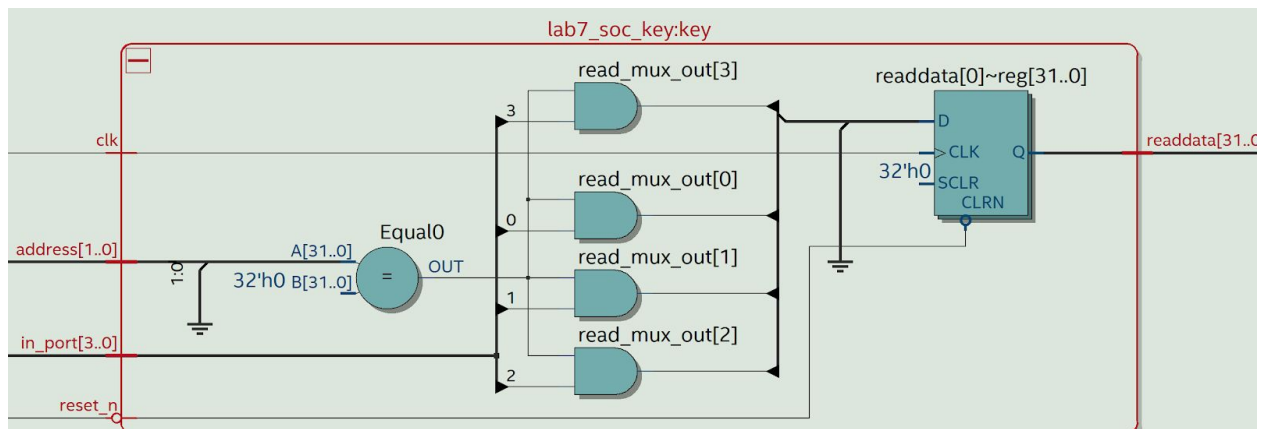 lab7_soc_key:key
read_mux_out[3]
readdata[0]~reg[31..0]
3
D
clk
CLK
Q
readdata[31..0
32'h0
SCLR
read_mux_out[0]
CLRN
0
Equal0
address[1..0]
1:0
A[31..0]
OUT
read_mux_out[1]
=
32'h0
B[31..0]
1
read_mux_out[2]
in_port[3..0]
2
reset_n